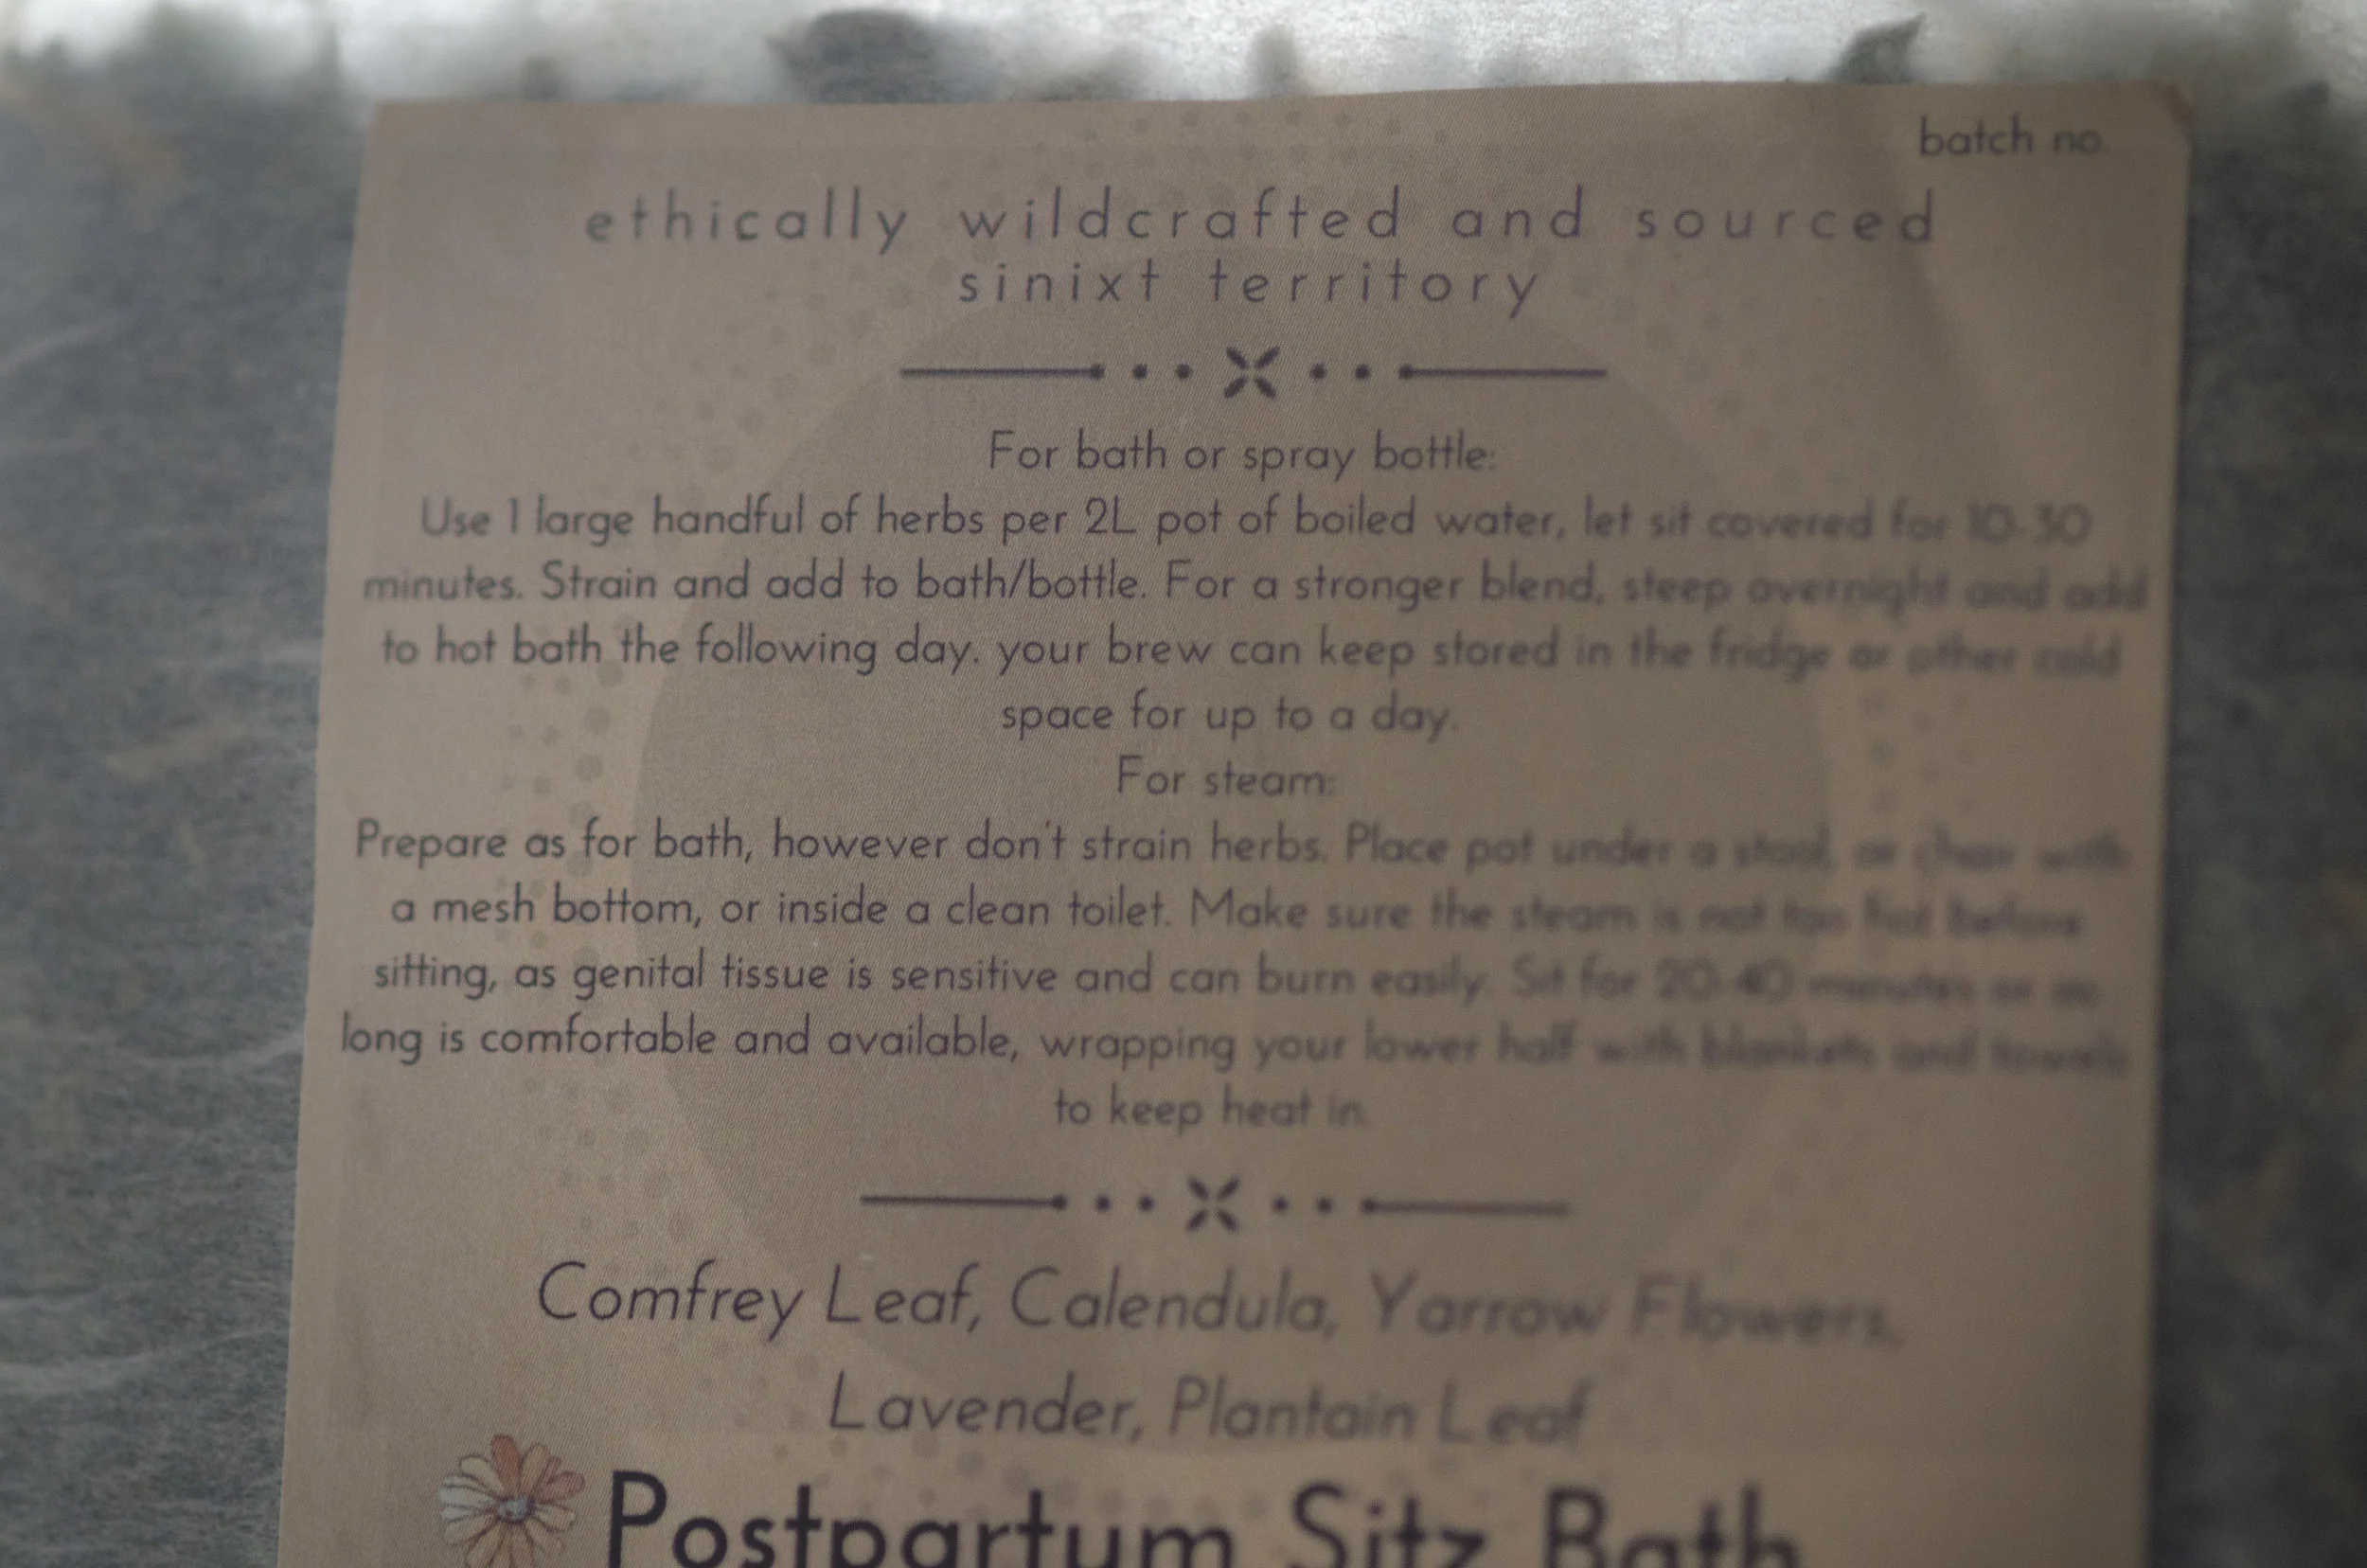 batch no.
ethically wildcrafted and sourced
sinixt territory
For bath or spray bottle:
Use 1 large handful of herbs per 2L pot of boiled water, let sit covered for 10-30
minutes. Strain and add to bath/bottle. For a stronger blend, steep overnight and add
to hot bath the following day. your brew can keep stored in the fridge or other cold
space for up to a day.
For steam:
Prepare as for bath, however don't strain herbs. Place pot under a stool, or chair with
a mesh bottom, or inside a clean toilet. Make sure the steam is not too hot before
sitting, as genital tissue is sensitive and can burn easily. Sit for 20-40 minutes or as
long is comfortable and available, wrapping your lower half with blankets and towels
to keep heat in.
Comfrey Leaf, Calendula, Yarrow Flowers,
Lavender, Plantain Leaf
Postpartum Sitz Bath